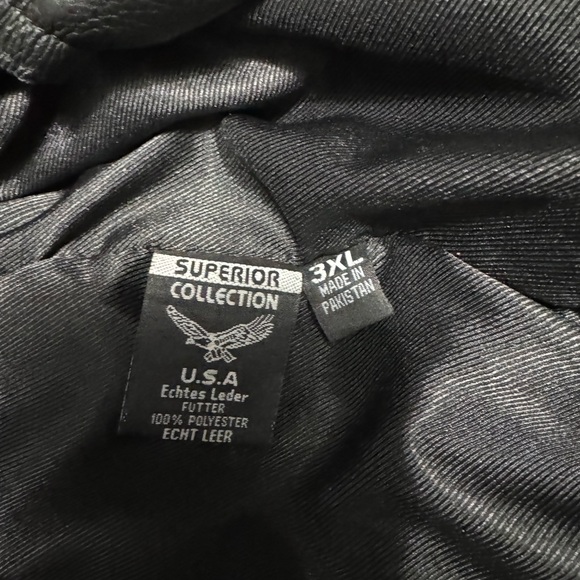 SUPERIOR
COLLECTION
U.S.A
Echtes Leder
FUTTER
100% POLYESTER
ECHT LEER
3XL
MADE IN
PAKISTAN